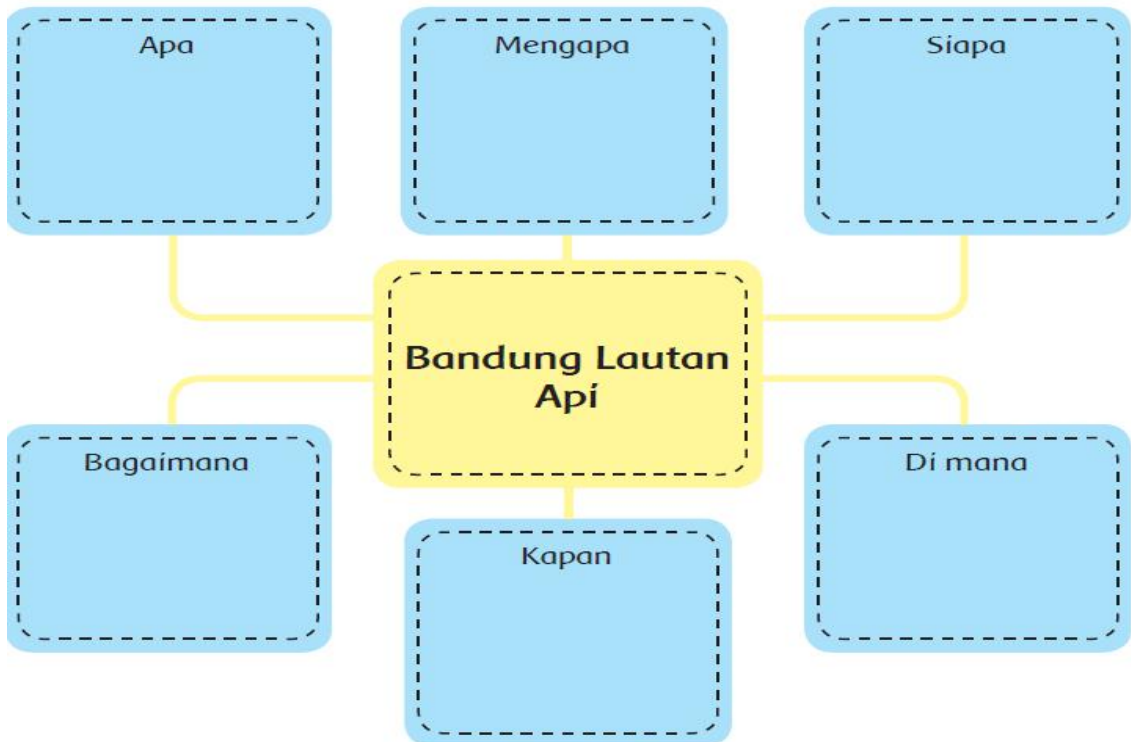 Apa
Mengapa
Siapa
Bandung Lautan
Api
Bagaimana
Di mana
Kapan